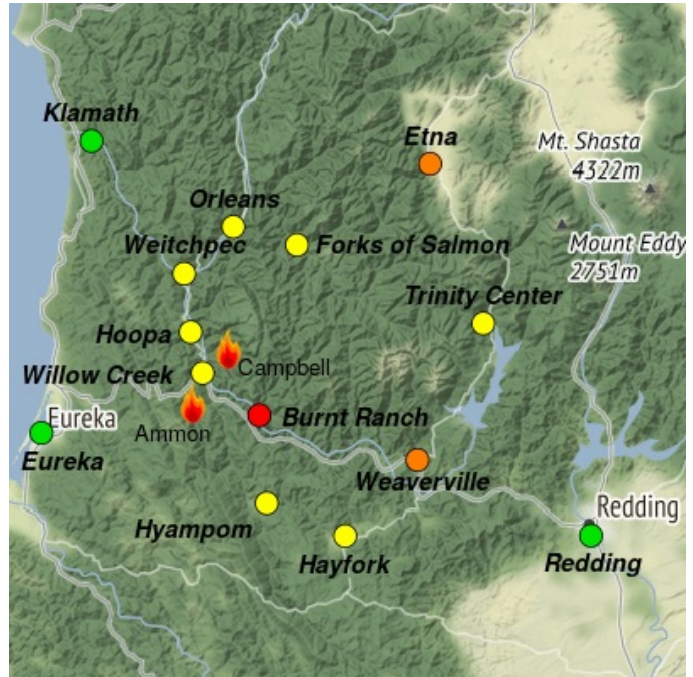 Klamath
Etna
Mt. Shasta
4322m
Orleans
Weitchpec
Forks of Salmon
Mount Eddy
2751m
Trinity Center
Hoopa
Campbell
Willow Creek
Burnt Ranch
Eureka
Ammon
Eureka
Weaverville
Hyampom
Redding
Hayfork
Redding